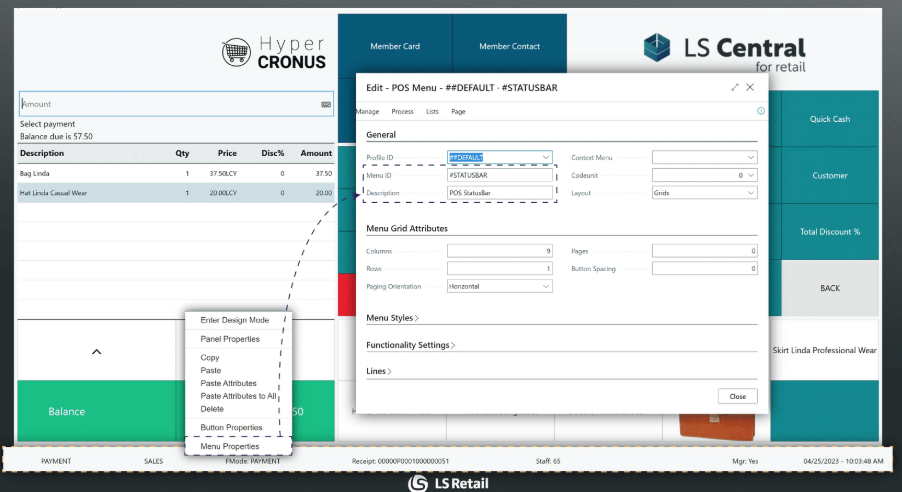 Hyper
CRONUS
Member Card
Member Contact
LS Central
for retail
Amount
Select payment
Balance due is 57.50
Description Qty Price Disc% Amount
Bag Linda 1 37.50LCY 0 37.50
Hat Linda Casual Wear 1 20.00LCY 0 20.00
Edit - POS Menu - ##DEFAULT · #STATUSBAR
Manage Process Lists Page
General
Profile ID ##DEFAULT Context Menu
Menu ID #STATUSBAR Codeunit 0
Description POS StatusBar Layout Grids
Menu Grid Attributes
Columns 9 Pages 0
Rows 1 Button Spacing 0
Paging Orientation Horizontal
Menu Styles
Functionality Settings
Lines
Close
Quick Cash
Customer
Total Discount %
BACK
Skirt Linda Professional Wear
Enter Design Mode
Panel Properties
Copy
Paste
Paste Attributes
Paste Attributes to All
Delete
Button Properties
Menu Properties
Balance
50
PAYMENT SALES FMode: PAYMENT Receipt: 00000P0001000000051 Staff: 65 Mgr: Yes 04/25/2023 - 10:03:48 AM
LS Retail